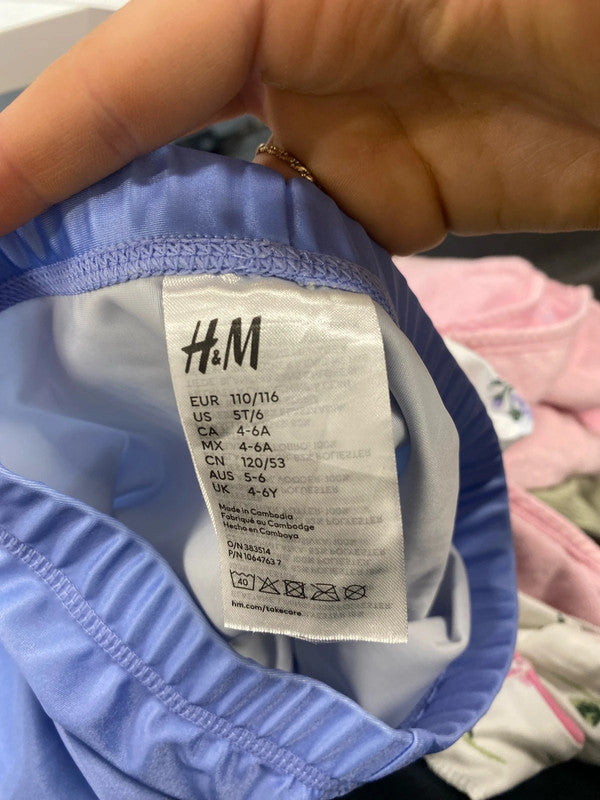 H&M
EUR 110/116
US 5T/6
CA 4-6A
MX 4-6A
CN 120/53
AUS 5-6
UK 4-6Y
Made in Cambodia
Fabriqué au Cambodge
Hecho en Camboya
O/N 383514
P/N 1064763 7
40
hm.com/takecare